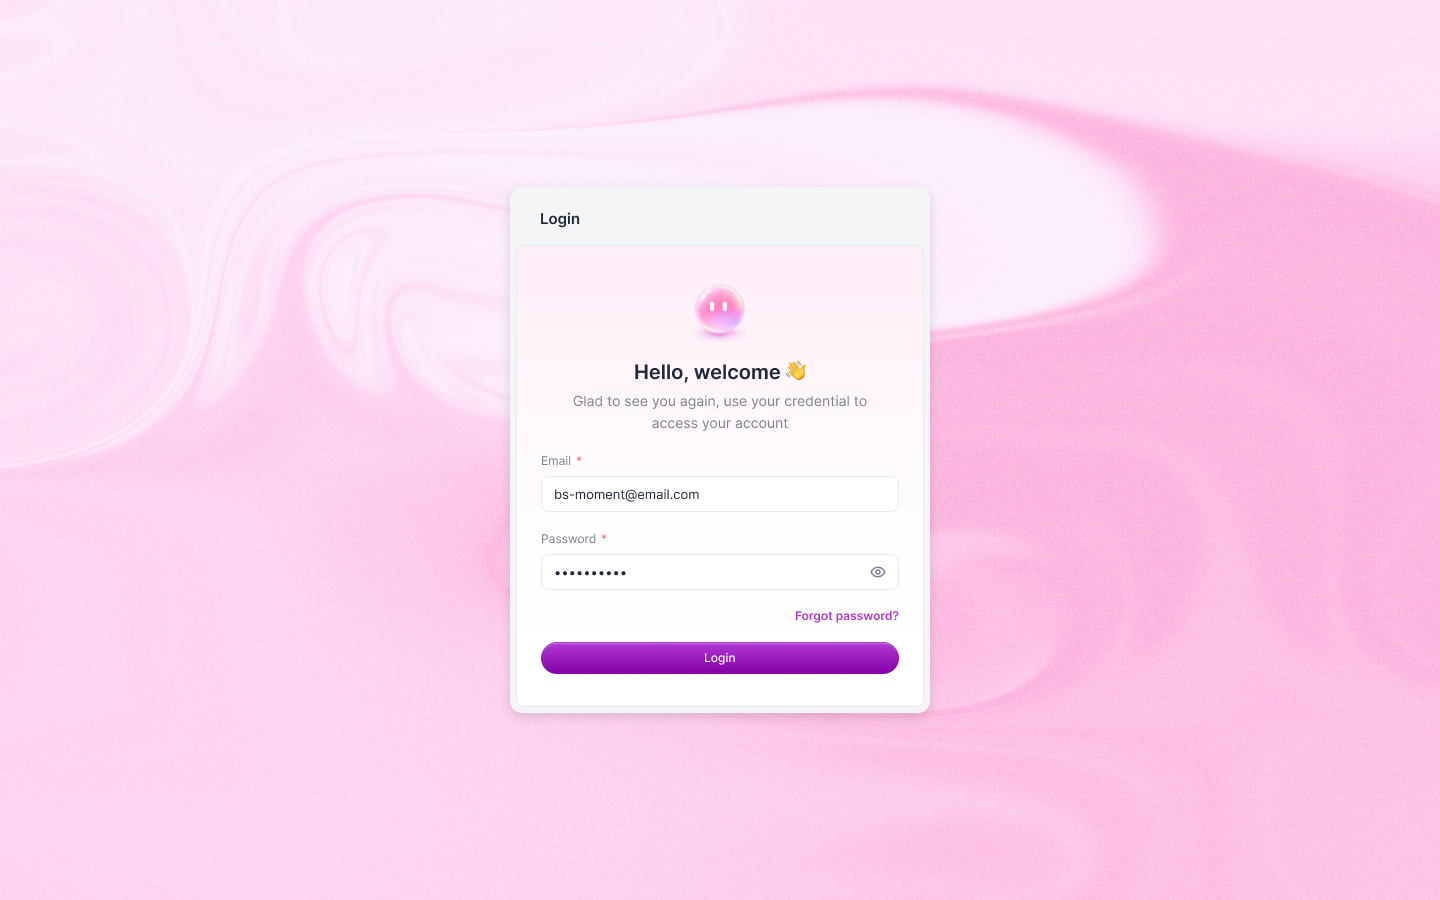 Login
Hello, welcome 👋
Glad to see you again, use your credential to
access your account
Email *
bs-moment@email.com
Password *
••••••••••
Forgot password?
Login